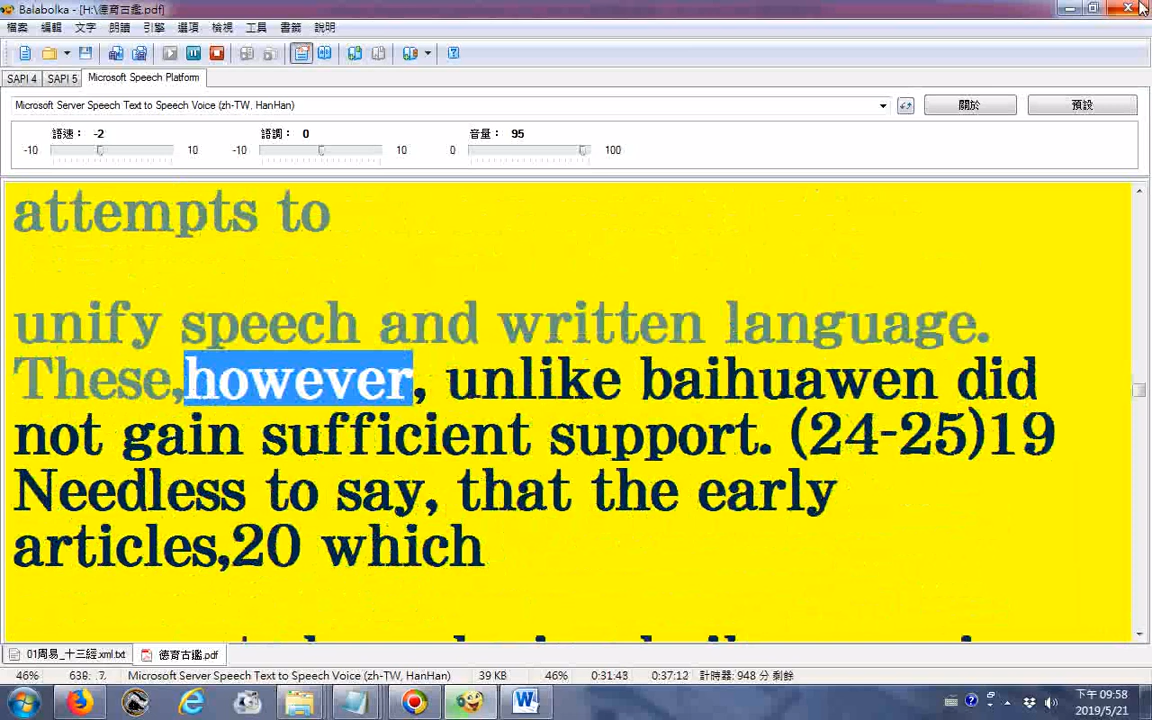 Balabolka - [H:\德育古鑑.pdf]
檔案 編輯 文字 朗讀 引擎 選項 檢視 工具 書籤 說明
SAPI 4 SAPI 5 Microsoft Speech Platform
Microsoft Server Speech Text to Speech Voice (zh-TW, HanHan) 關於 預設
語速: -2 語調: 0 音量: 95
-10 10 -10 10 0 100
attempts to
unify speech and written language.
These,however, unlike baihuawen did
not gain sufficient support. (24-25)19
Needless to say, that the early
articles,20 which
01周易_十三經.xml.txt 德育古鑑.pdf
46% 638: 7. Microsoft Server Speech Text to Speech Voice (zh-TW, HanHan) 39 KB 46% 0:31:43 0:37:12 計時器: 948 分 剩餘
下午 09:58
2019/5/21